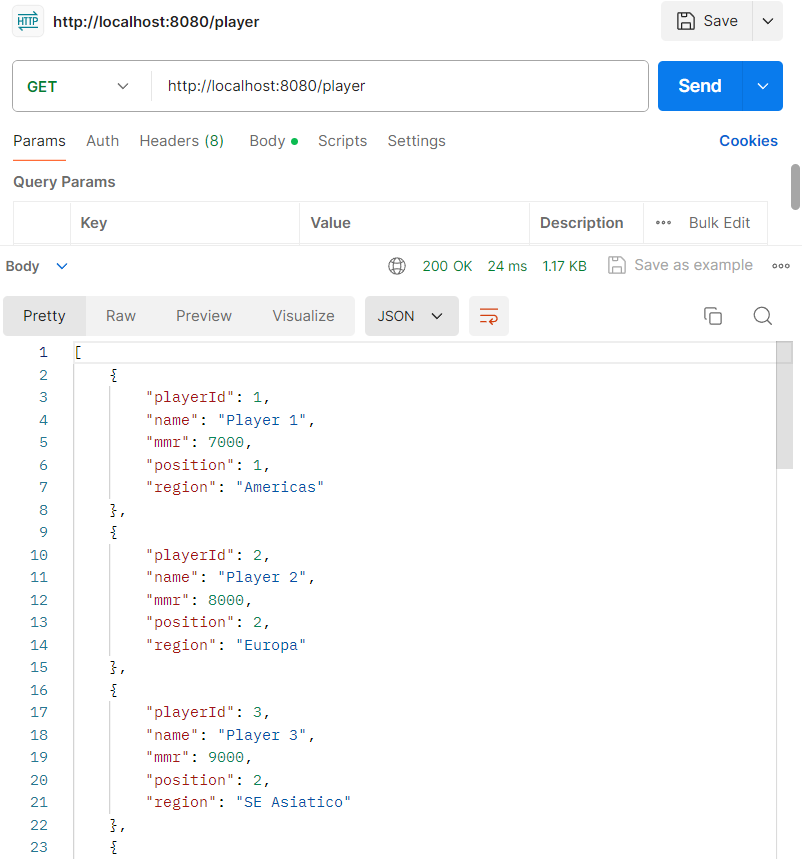 HTTP http://localhost:8080/player Save
GET http://localhost:8080/player Send
Params Auth Headers (8) Body Scripts Settings Cookies
Query Params
Key Value Description Bulk Edit
Body 200 OK 24 ms 1.17 KB Save as example
Pretty Raw Preview Visualize JSON
1 [
2 {
3 "playerId": 1,
4 "name": "Player 1",
5 "mmr": 7000,
6 "position": 1,
7 "region": "Americas"
8 },
9 {
10 "playerId": 2,
11 "name": "Player 2",
12 "mmr": 8000,
13 "position": 2,
14 "region": "Europa"
15 },
16 {
17 "playerId": 3,
18 "name": "Player 3",
19 "mmr": 9000,
20 "position": 2,
21 "region": "SE Asiatico"
22 },
23 {